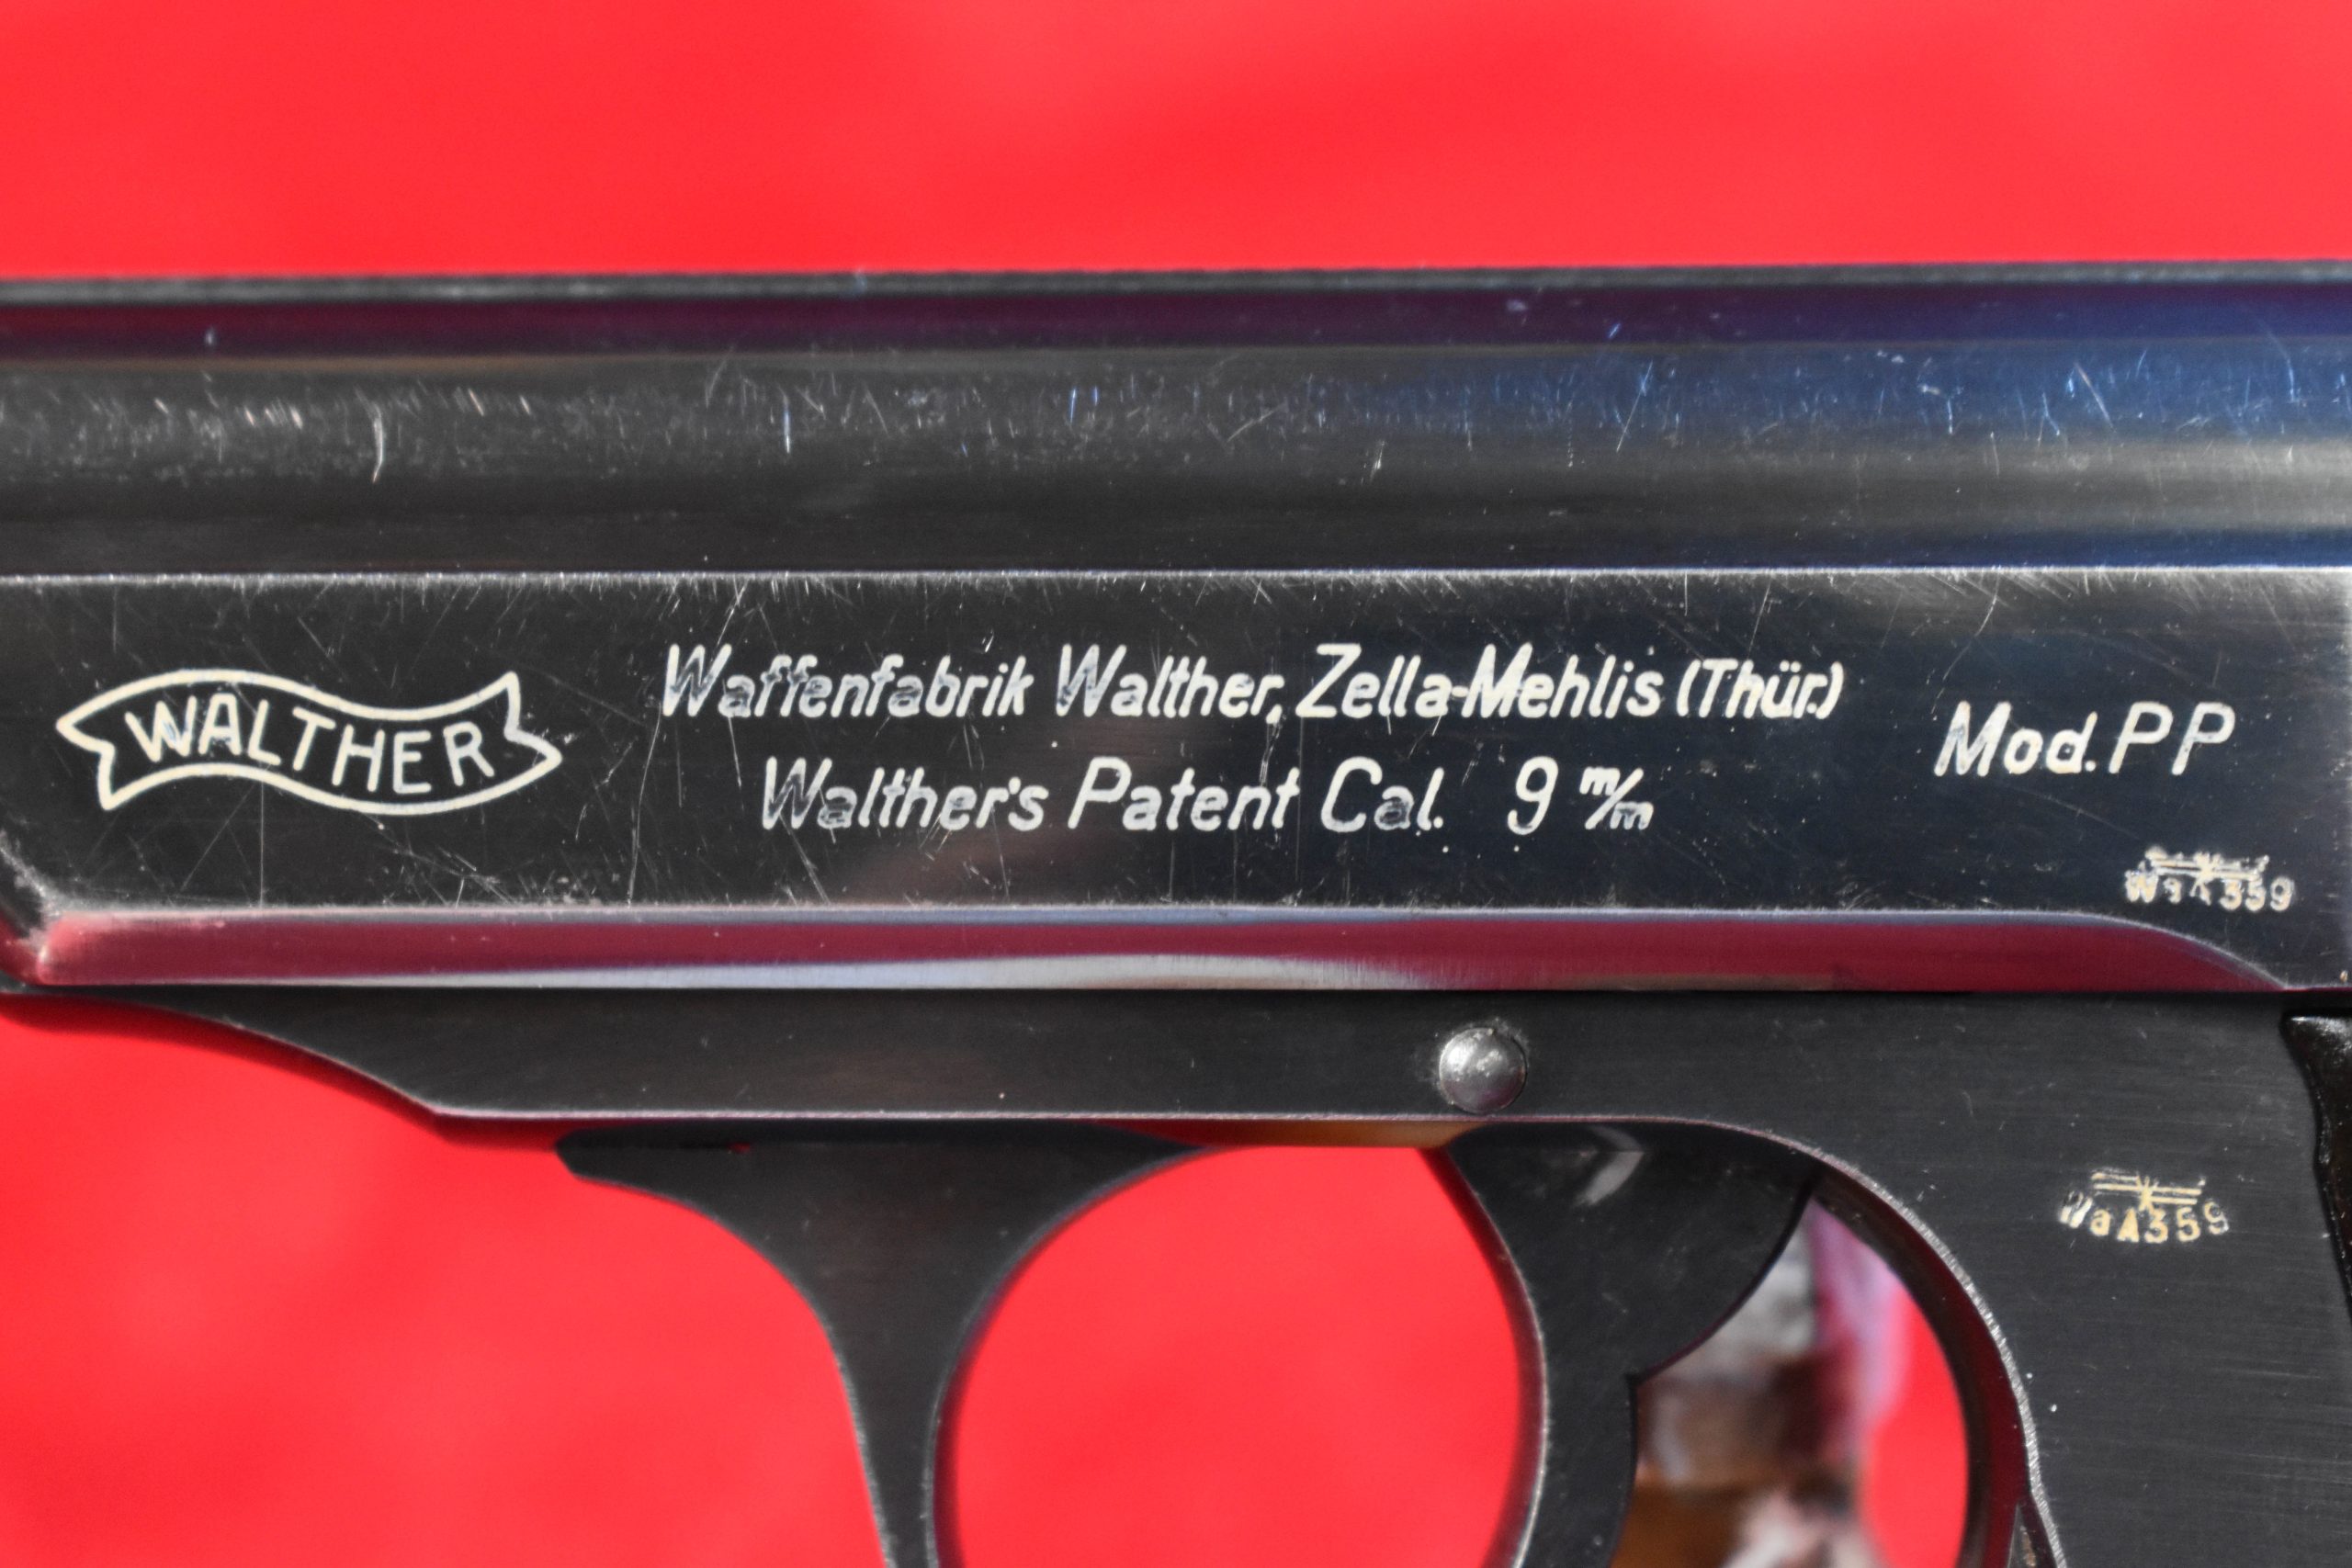 WALTHER
Waffenfabrik Walther, Zella-Mehlis (Thür.)
Walther's Patent Cal. 9 m/m
Mod. PP
WaA359
WaA359